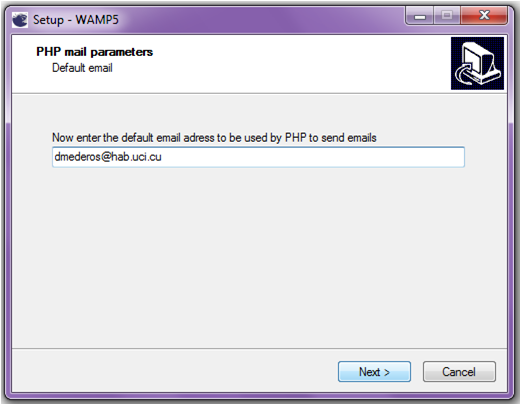 Setup - WAMP5
PHP mail parameters
Default email
Now enter the default email adress to be used by PHP to send emails
dmederos@hab.uci.cu
Next >
Cancel